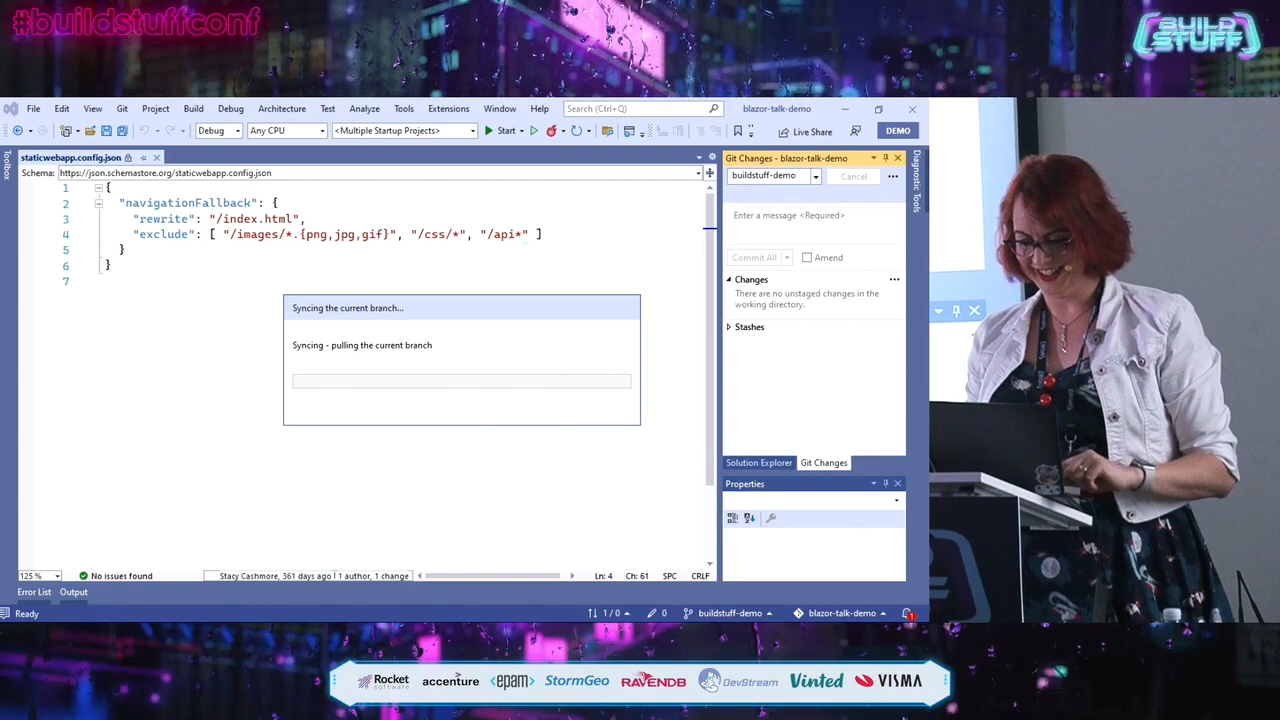 #buildstuffconf
BUILD
STUFF
File Edit View Git Project Build Debug Architecture Test Analyze Tools Extensions Window Help Search (Ctrl+Q) blazor-talk-demo
Debug Any CPU <Multiple Startup Projects> Start Live Share DEMO
Toolbox
staticwebapp.config.json
Schema: https://json.schemastore.org/staticwebapp.config.json
1 {
2 "navigationFallback": {
3 "rewrite": "/index.html",
4 "exclude": [ "/images/*.{png,jpg,gif}", "/css/*", "/api*" ]
5 }
6 }
7
Syncing the current branch...
Syncing - pulling the current branch
125 % No issues found Stacy Cashmore, 361 days ago | 1 author, 1 change Ln: 4 Ch: 61 SPC CRLF
Git Changes - blazor-talk-demo
buildstuff-demo Cancel
Enter a message <Required>
Commit All Amend
Changes
There are no unstaged changes in the
working directory.
Stashes
Solution Explorer Git Changes
Properties
Diagnostic Tools
Error List Output
Ready 1 / 0 0 buildstuff-demo blazor-talk-demo 1
Rocket
software
accenture
<epam>
StormGeo
RAVENDB
DevStream
Vinted
VISMA